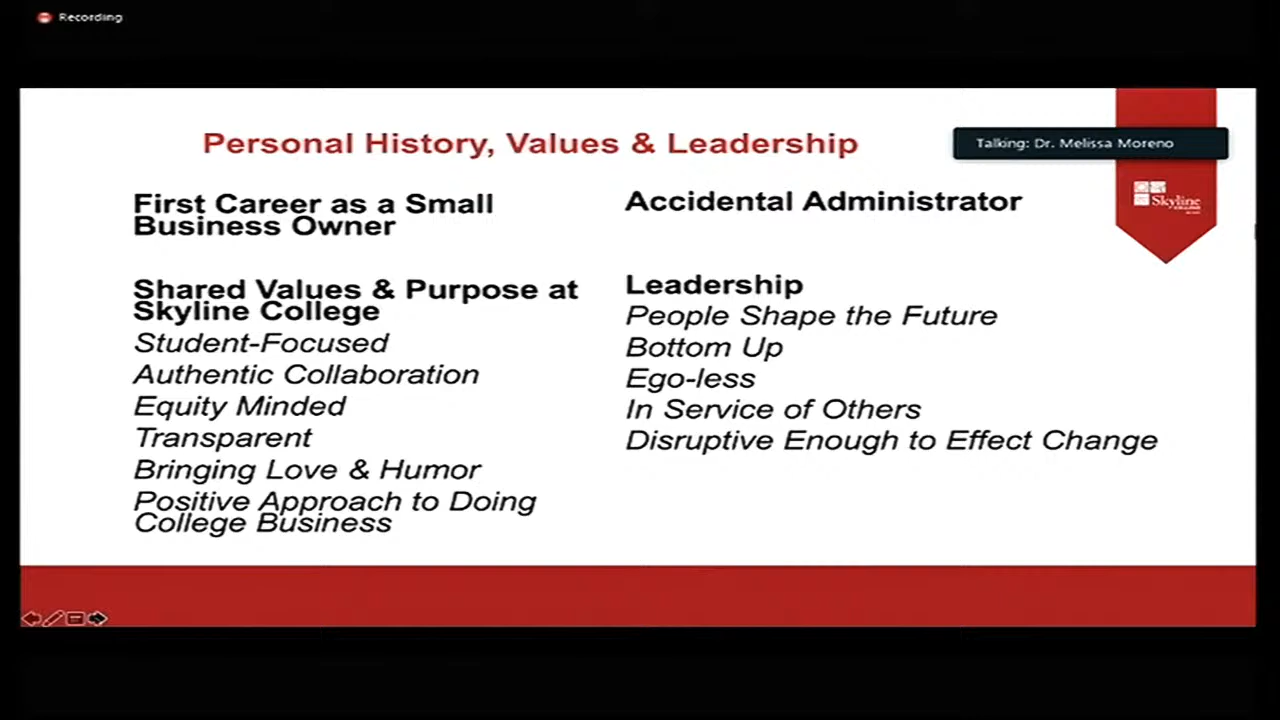 Recording
Personal History, Values & Leadership
Talking: Dr. Melissa Moreno
Skyline
First Career as a Small
Business Owner
Shared Values & Purpose at
Skyline College
Student-Focused
Authentic Collaboration
Equity Minded
Transparent
Bringing Love & Humor
Positive Approach to Doing
College Business
Accidental Administrator
Leadership
People Shape the Future
Bottom Up
Ego-less
In Service of Others
Disruptive Enough to Effect Change